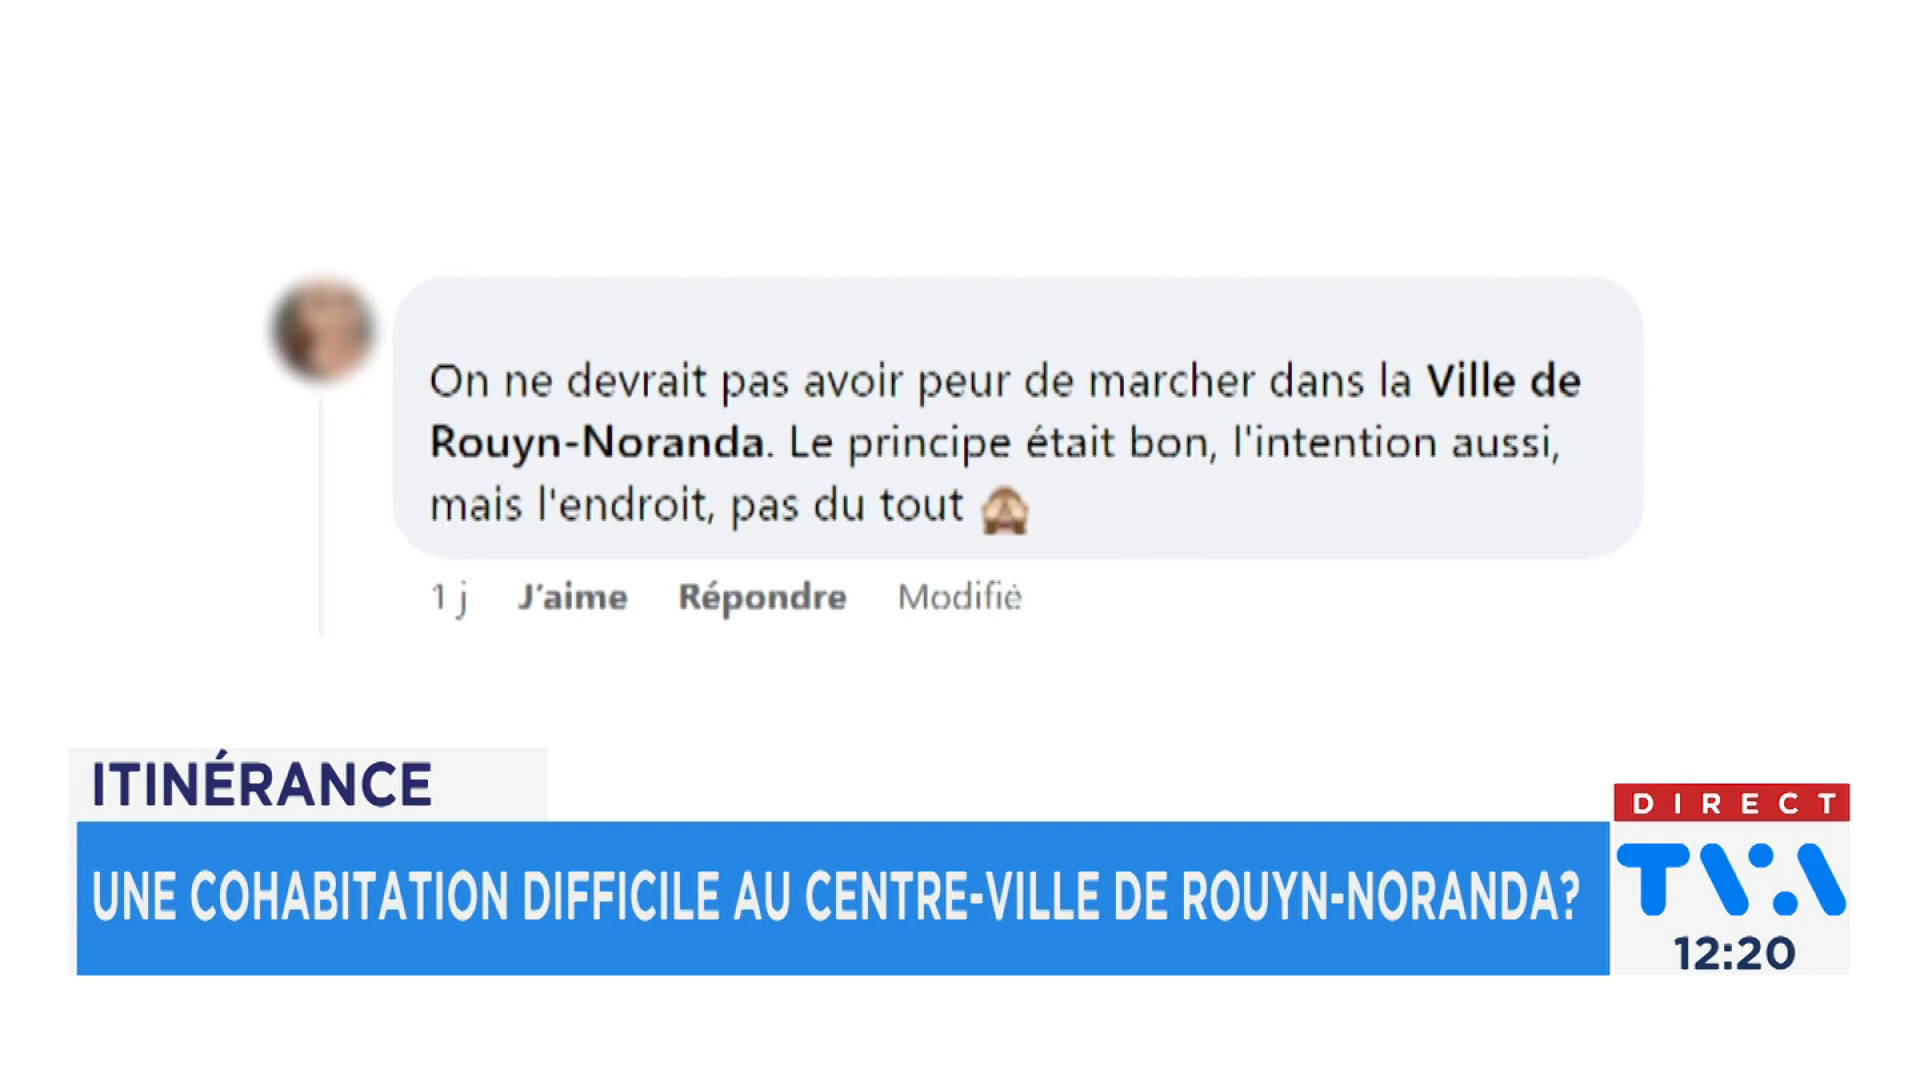 On ne devrait pas avoir peur de marcher dans la Ville de
Rouyn-Noranda. Le principe était bon, l'intention aussi,
mais l'endroit, pas du tout 🙈
1 j J'aime Répondre Modifié
ITINÉRANCE
UNE COHABITATION DIFFICILE AU CENTRE-VILLE DE ROUYN-NORANDA?
DIRECT
TVA
12:20